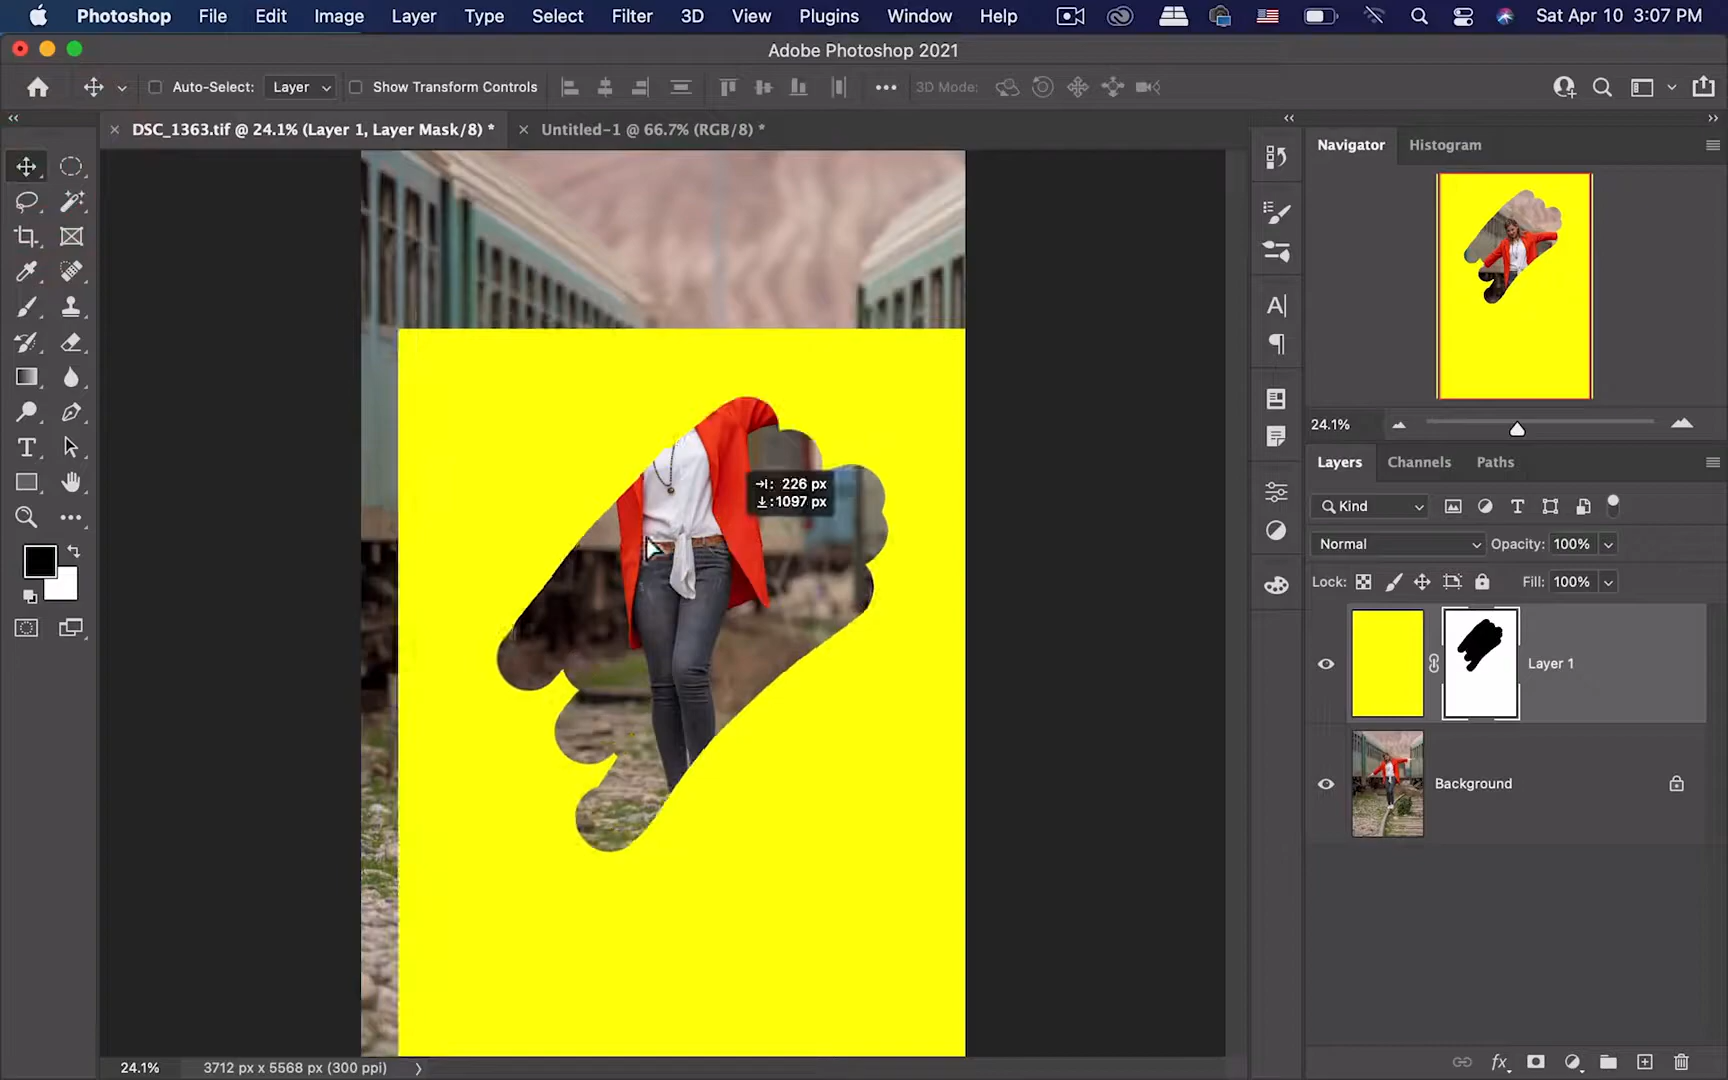 Photoshop File Edit Image Layer Type Select Filter 3D View Plugins Window Help Sat Apr 10 3:07 PM
Adobe Photoshop 2021
Auto-Select: Layer Show Transform Controls 3D Mode:
DSC_1363.tif @ 24.1% (Layer 1, Layer Mask/8) * Untitled-1 @ 66.7% (RGB/8) *
Navigator Histogram
24.1%
Layers Channels Paths
Kind
Normal Opacity: 100%
Lock: Fill: 100%
Layer 1
Background
226 px
1097 px
24.1% 3712 px x 5568 px (300 ppi)